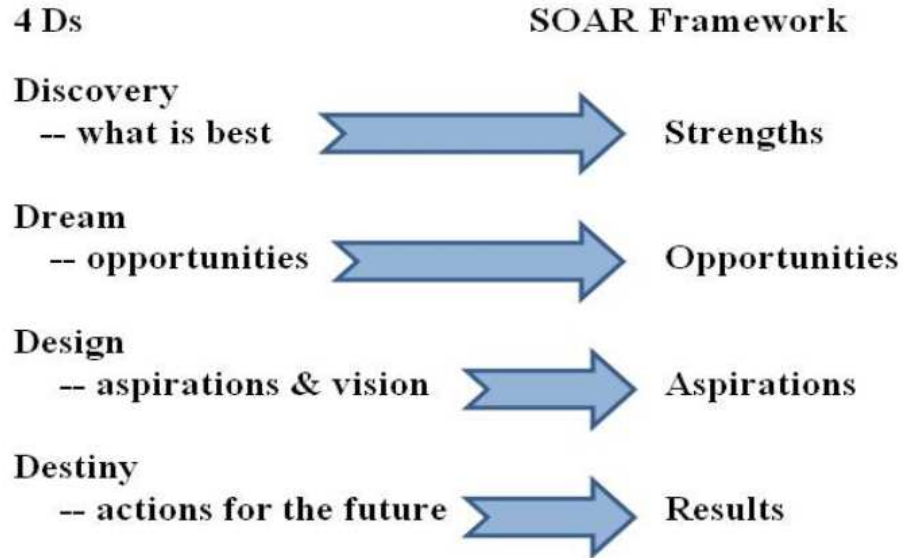 4 Ds SOAR Framework
Discovery
-- what is best Strengths
Dream
-- opportunities Opportunities
Design
-- aspirations & vision Aspirations
Destiny
-- actions for the future Results